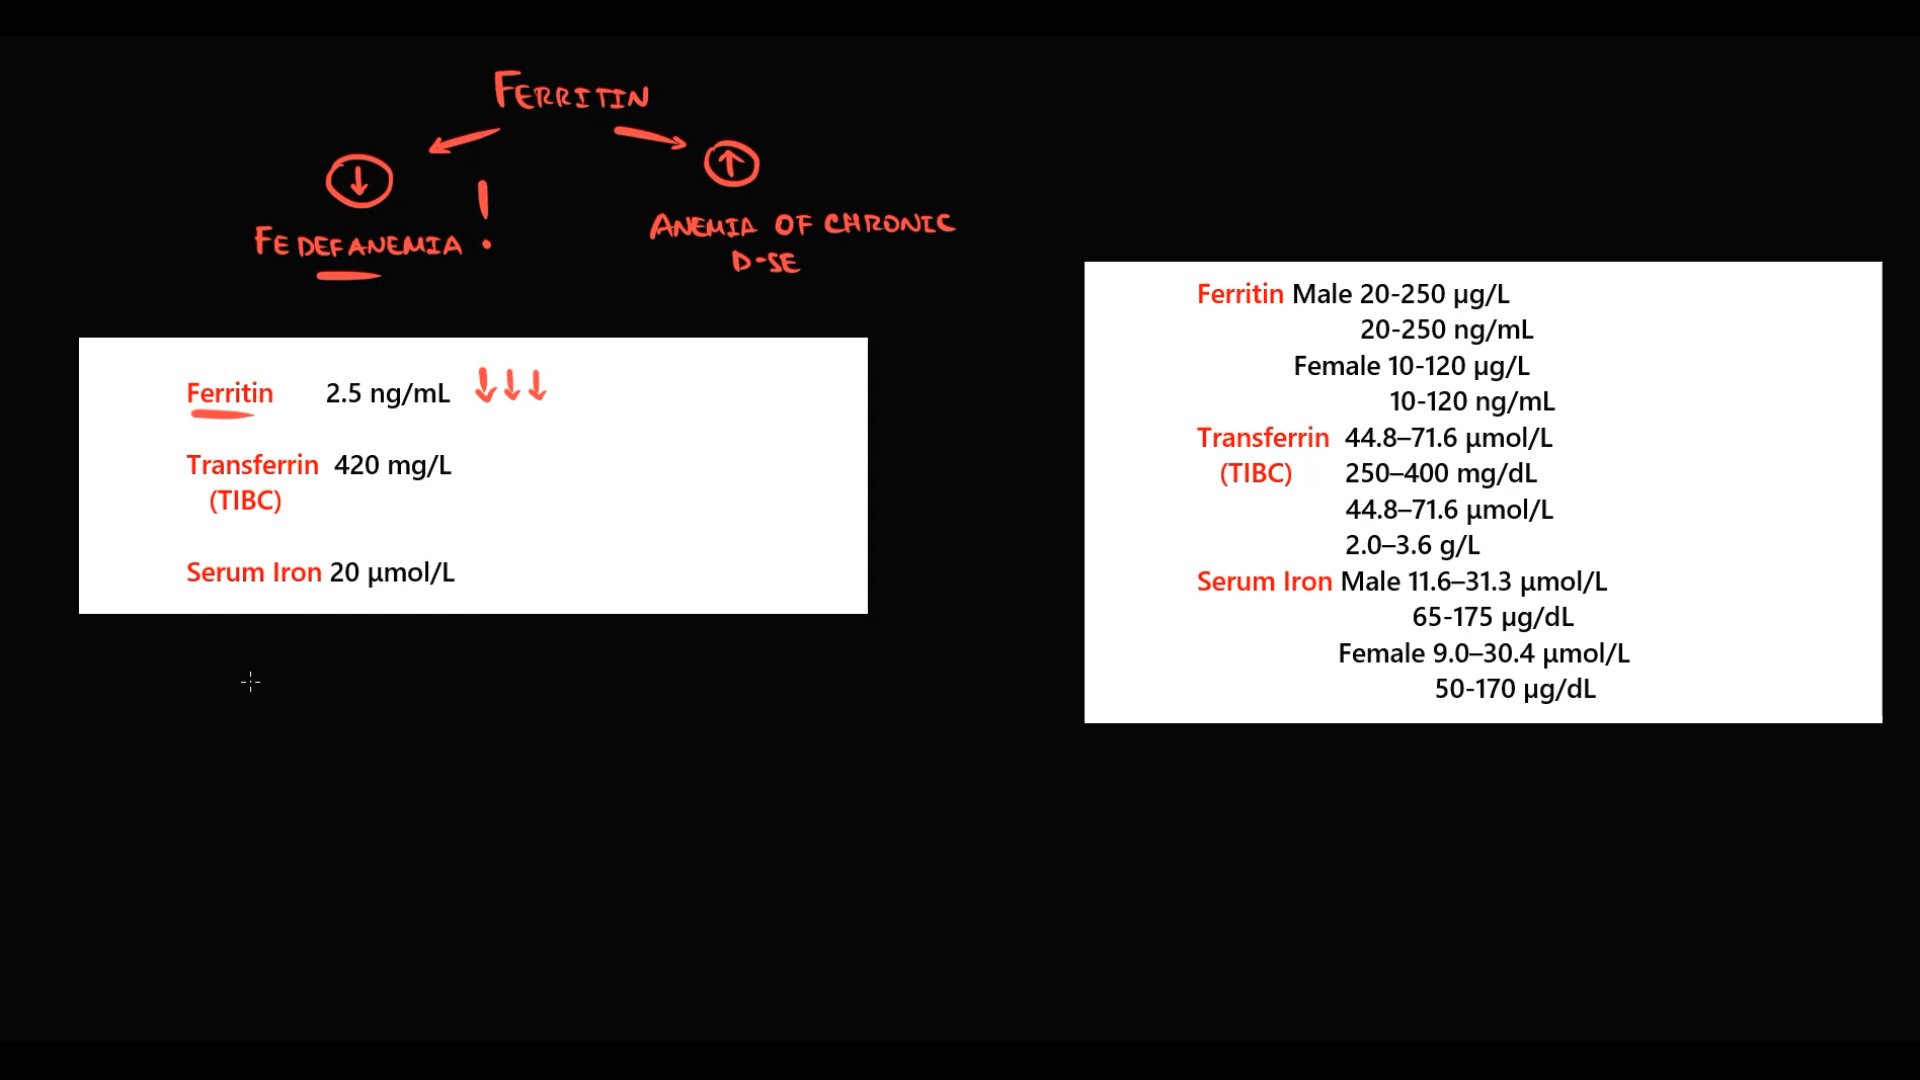 FERRITIN
↓
↑
FE DEF ANEMIA !
ANEMIA OF CHRONIC
D-SE
Ferritin 2.5 ng/mL ↓↓↓
Transferrin 420 mg/L
(TIBC)
Serum Iron 20 µmol/L
Ferritin Male 20-250 µg/L
20-250 ng/mL
Female 10-120 µg/L
10-120 ng/mL
Transferrin 44.8–71.6 µmol/L
(TIBC) 250–400 mg/dL
44.8–71.6 µmol/L
2.0–3.6 g/L
Serum Iron Male 11.6–31.3 µmol/L
65-175 µg/dL
Female 9.0–30.4 µmol/L
50-170 µg/dL